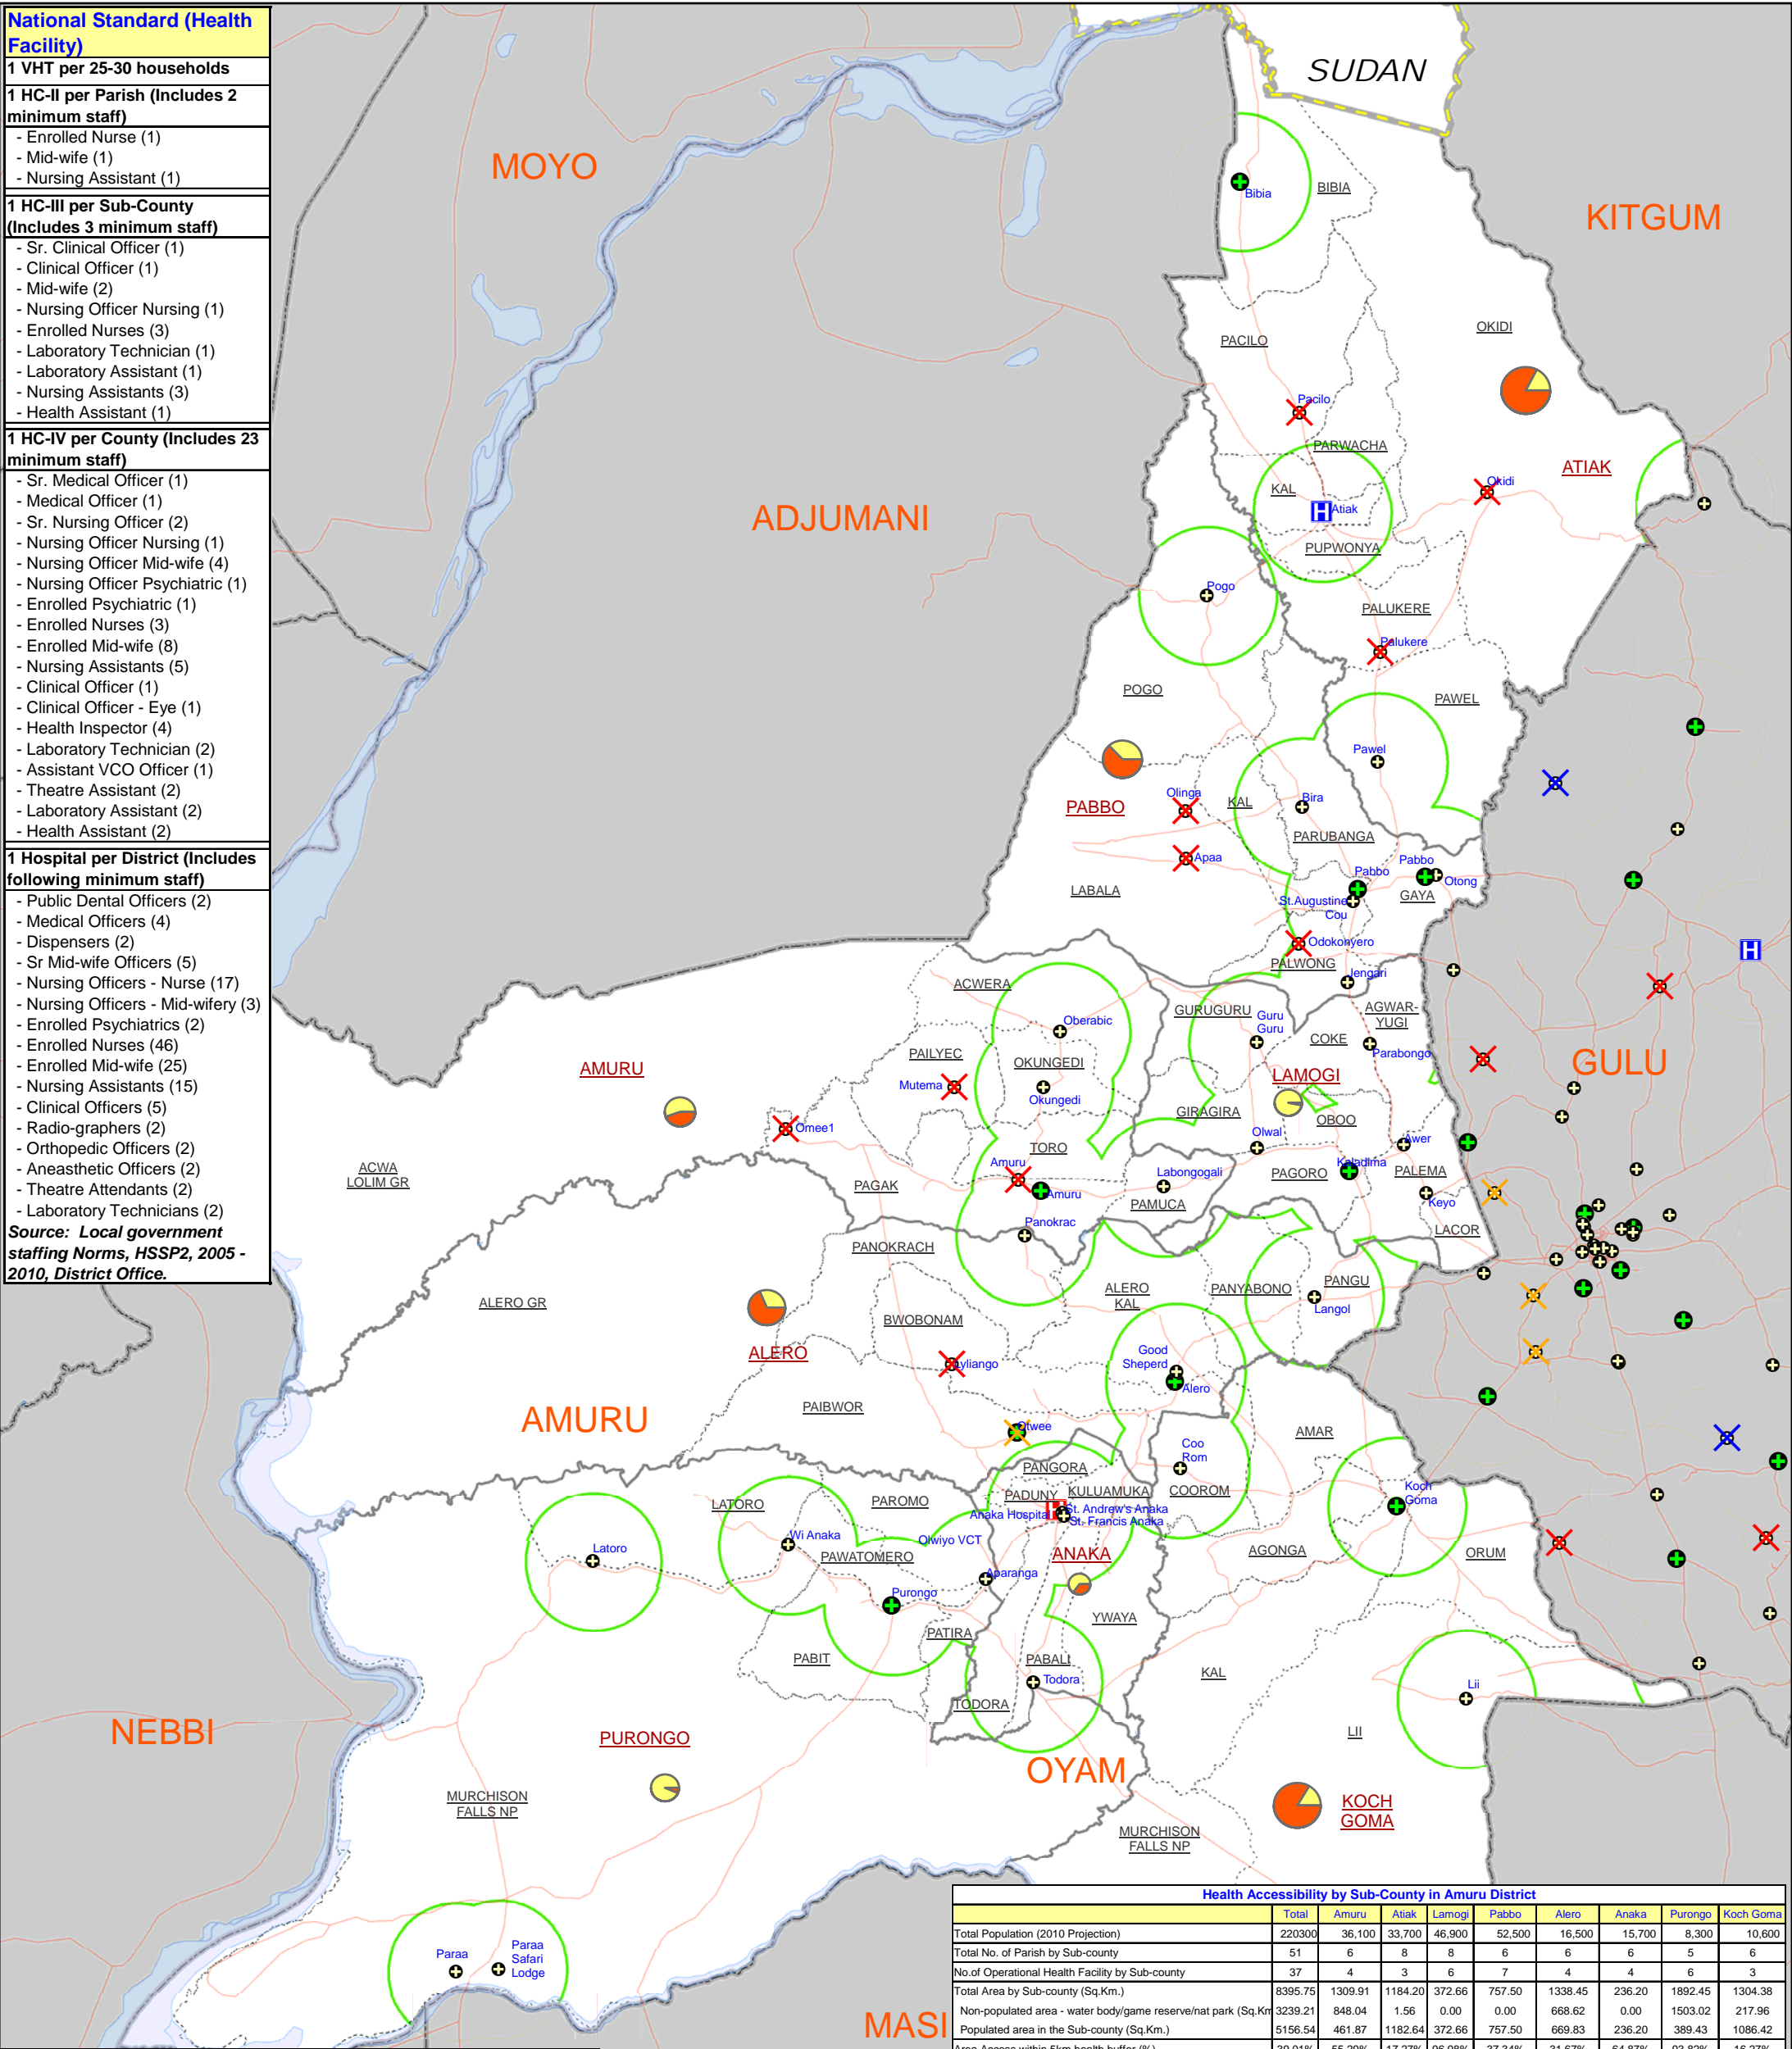 National Standard (Health
Facility)
1 VHT per 25-30 households
1 HC-II per Parish (Includes 2
minimum staff)
- Enrolled Nurse (1)
- Mid-wife (1)
- Nursing Assistant (1)
1 HC-III per Sub-County
(Includes 3 minimum staff)
- Sr. Clinical Officer (1)
- Clinical Officer (1)
- Mid-wife (2)
- Nursing Officer Nursing (1)
- Enrolled Nurses (3)
- Laboratory Technician (1)
- Laboratory Assistant (1)
- Nursing Assistants (3)
- Health Assistant (1)
1 HC-IV per County (Includes 23
minimum staff)
- Sr. Medical Officer (1)
- Medical Officer (1)
- Sr. Nursing Officer (2)
- Nursing Officer Nursing (1)
- Nursing Officer Mid-wife (4)
- Nursing Officer Psychiatric (1)
- Enrolled Psychiatric (1)
- Enrolled Nurses (3)
- Enrolled Mid-wife (8)
- Nursing Assistants (5)
- Clinical Officer (1)
- Clinical Officer - Eye (1)
- Health Inspector (4)
- Laboratory Technician (2)
- Assistant VCO Officer (1)
- Theatre Assistant (2)
- Laboratory Assistant (2)
- Health Assistant (2)
1 Hospital per District (Includes
following minimum staff)
- Public Dental Officers (2)
- Medical Officers (4)
- Dispensers (2)
- Sr Mid-wife Officers (5)
- Nursing Officers - Nurse (17)
- Nursing Officers - Mid-wifery (3)
- Enrolled Psychiatrics (2)
- Enrolled Nurses (46)
- Enrolled Mid-wife (25)
- Nursing Assistants (15)
- Clinical Officers (5)
- Radio-graphers (2)
- Orthopedic Officers (2)
- Aneasthetic Officers (2)
- Theatre Attendants (2)
- Laboratory Technicians (2)
Source: Local government
staffing Norms, HSSP2, 2005 -
2010, District Office.
SUDAN
MOYO
KITGUM
BIBIA
Bibia
OKIDI
PACILO
Pacilo
PARWACHA
ATIAK
Okidi
KAL
H Atiak
ADJUMANI
PUPWONYA
Pogo
PALUKERE
Palukere
POGO
PAWEL
Pawel
Olinga
KAL
Bira
PABBO
PARUBANGA
Apaa
Pabbo
Pabbo
Otong
LABALA
GAYA
St.Augustine
Cou
Odokonyero
H
PALWONG
Jengari
ACWERA
GURUGURU
Guru
Guru
AGWAR-
YUGI
Oberabic
COKE
Parabongo
PAILYEC
OKUNGEDI
GULU
AMURU
Mutema
Okungedi
LAMOGI
GIRAGIRA
OBOO
Omee1
TORO
Olwal
Awer
ACWA
LOLIM GR
Amuru
Labongogali
PAGORO
Kaladima
PALEMA
PAGAK
Amuru
PAMUCA
Keyo
Panokrac
LACOR
PANOKRACH
ALERO GR
ALERO
KAL
PANYABONO
PANGU
Langol
BWOBONAM
ALERO
Good
Sheperd
Alero
PAIBWOR
AMURU
Otwee
AMAR
Coo
Rom
PANGORA
COOROM
LATORO
PAROMO
PADUNY
KULUAMUKA
Koch
Goma
Anaka Hospital
St. Andrew's Anaka
St. Francis Anaka
Wi Anaka
Olwiyo VCT
Latoro
PAWATOMERO
ANAKA
AGONGA
ORUM
Aparanga
Purongo
YWAYA
PATIRA
PABIT
PABALI
KAL
Todora
Lii
TODORA
NEBBI
PURONGO
LII
OYAM
MURCHISON
FALLS NP
KOCH
GOMA
MURCHISON
FALLS NP
Paraa
Paraa
Safari
Lodge
MASI
Health Accessibility by Sub-County in Amuru District
Total Amuru Atiak Lamogi Pabbo Alero Anaka Purongo Koch Goma
Total Population (2010 Projection) 220300 36,100 33,700 46,900 52,500 16,500 15,700 8,300 10,600
Total No. of Parish by Sub-county 51 6 8 8 6 6 6 5 6
No.of Operational Health Facility by Sub-county 37 4 3 6 7 4 4 6 3
Total Area by Sub-county (Sq.Km.) 8395.75 1309.91 1184.20 372.66 757.50 1338.45 236.20 1892.45 1304.38
Non-populated area - water body/game reserve/nat park (Sq.Km 3239.21 848.04 1.56 0.00 0.00 668.62 0.00 1503.02 217.96
Populated area in the Sub-county (Sq.Km.) 5156.54 461.87 1182.64 372.66 757.50 669.83 236.20 389.43 1086.42